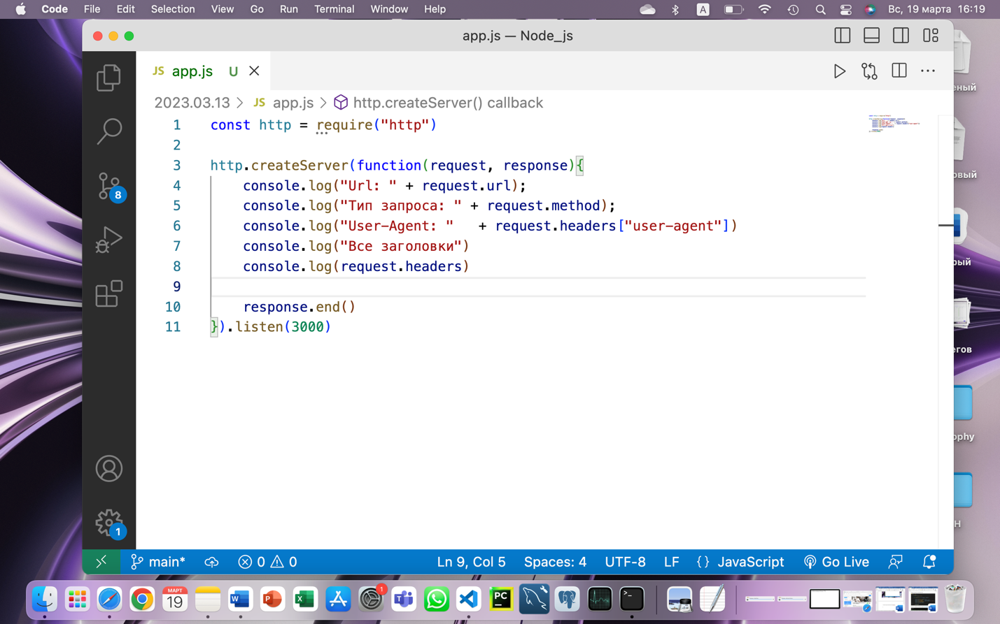 Code File Edit Selection View Go Run Terminal Window Help A Вс, 19 марта 16:19
app.js — Node_js
JS app.js U
2023.03.13 > JS app.js > http.createServer() callback
1 const http = require("http")
2
3 http.createServer(function(request, response){
4 console.log("Url: " + request.url);
5 console.log("Тип запроса: " + request.method);
6 console.log("User-Agent: " + request.headers["user-agent"])
7 console.log("Все заголовки")
8 console.log(request.headers)
9
10 response.end()
11 }).listen(3000)
8
1
main* 0 0 Ln 9, Col 5 Spaces: 4 UTF-8 LF {} JavaScript Go Live
МАРТ
19
W P X 1 T PC >_